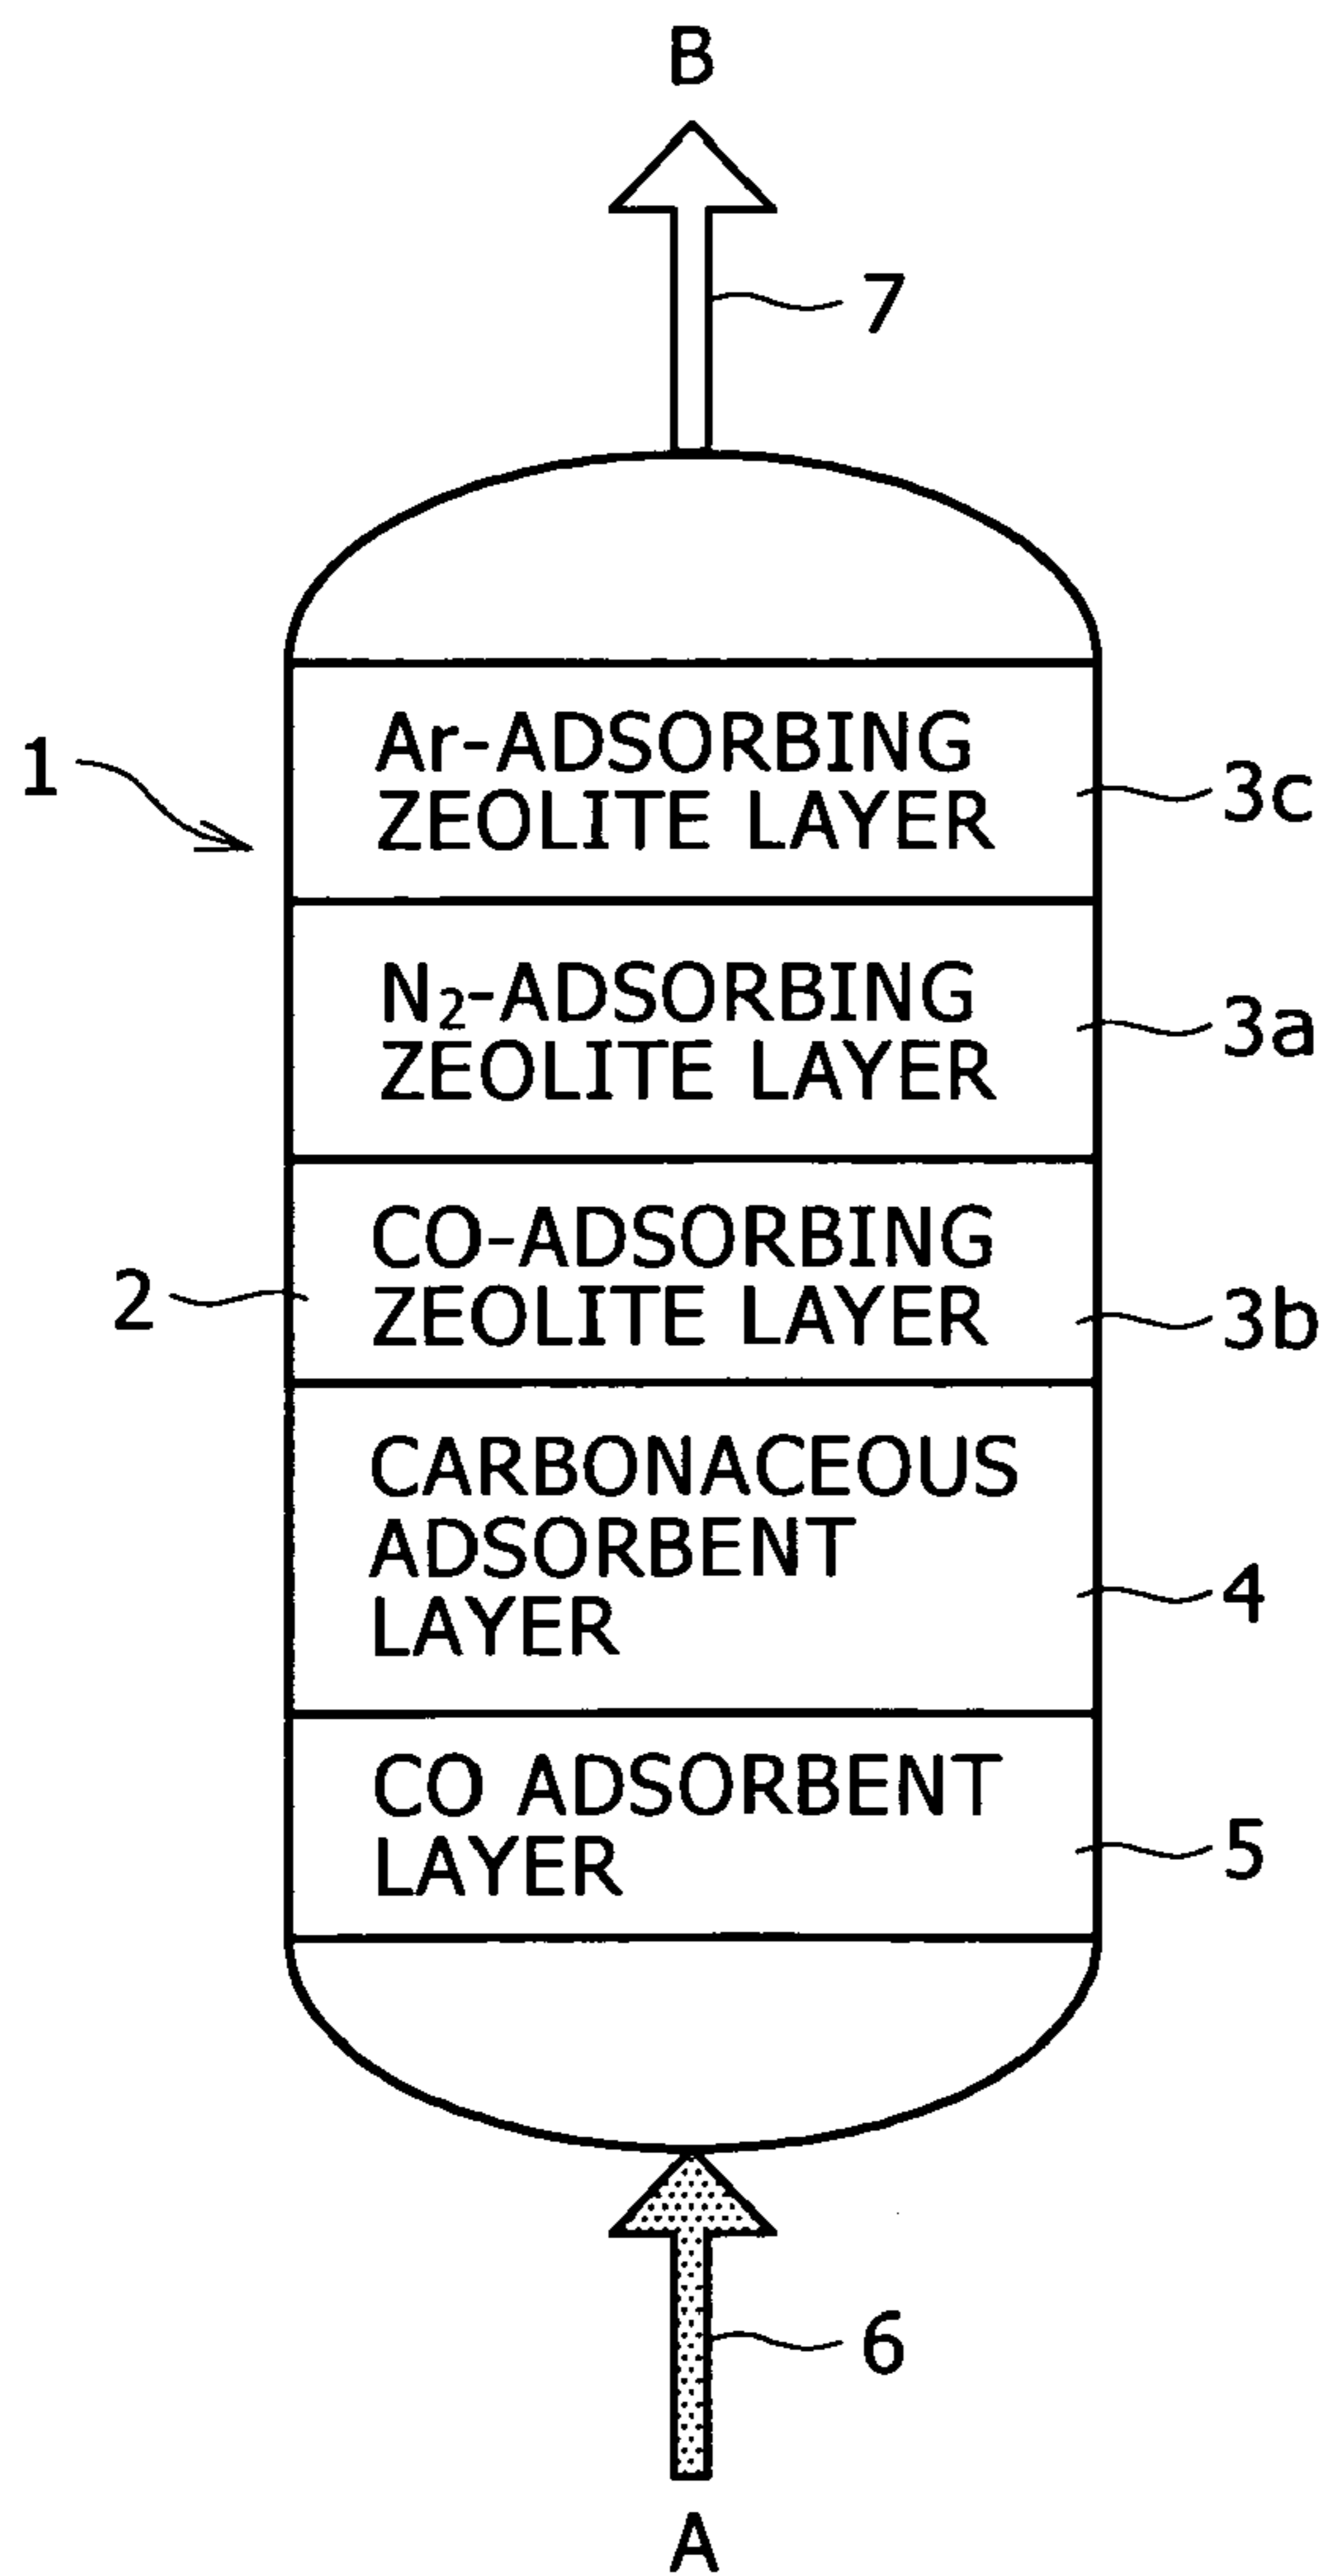 B
7
1
Ar-ADSORBING
ZEOLITE LAYER
3c
N2-ADSORBING
ZEOLITE LAYER
3a
2
CO-ADSORBING
ZEOLITE LAYER
3b
CARBONACEOUS
ADSORBENT
LAYER
4
CO ADSORBENT
LAYER
5
6
A